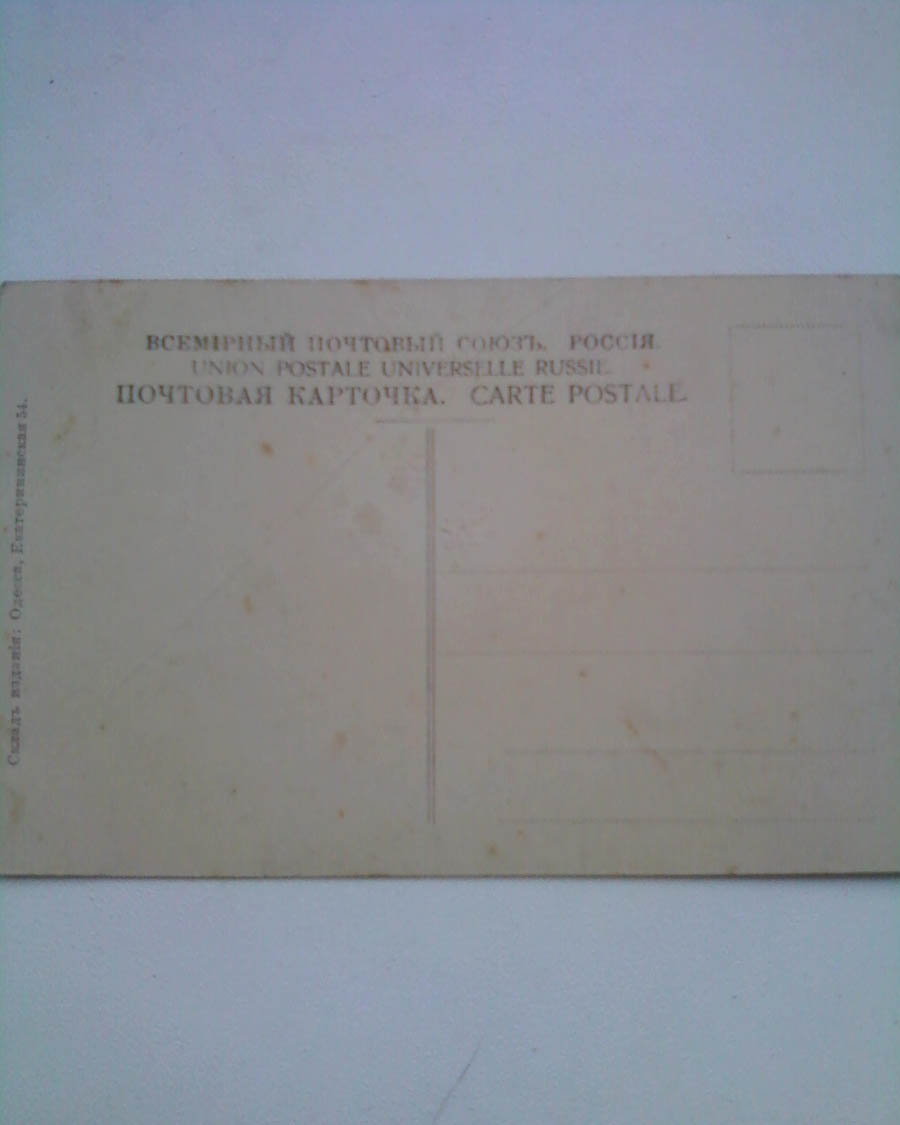 ВСЕМІРНЫЙ ПОЧТОВЫЙ СОЮЗЪ. РОССІЯ.
UNION POSTALE UNIVERSELLE RUSSIE.
ПОЧТОВАЯ КАРТОЧКА. CARTE POSTALE.
Складъ изданія: Одесса, Екатерининская 54.